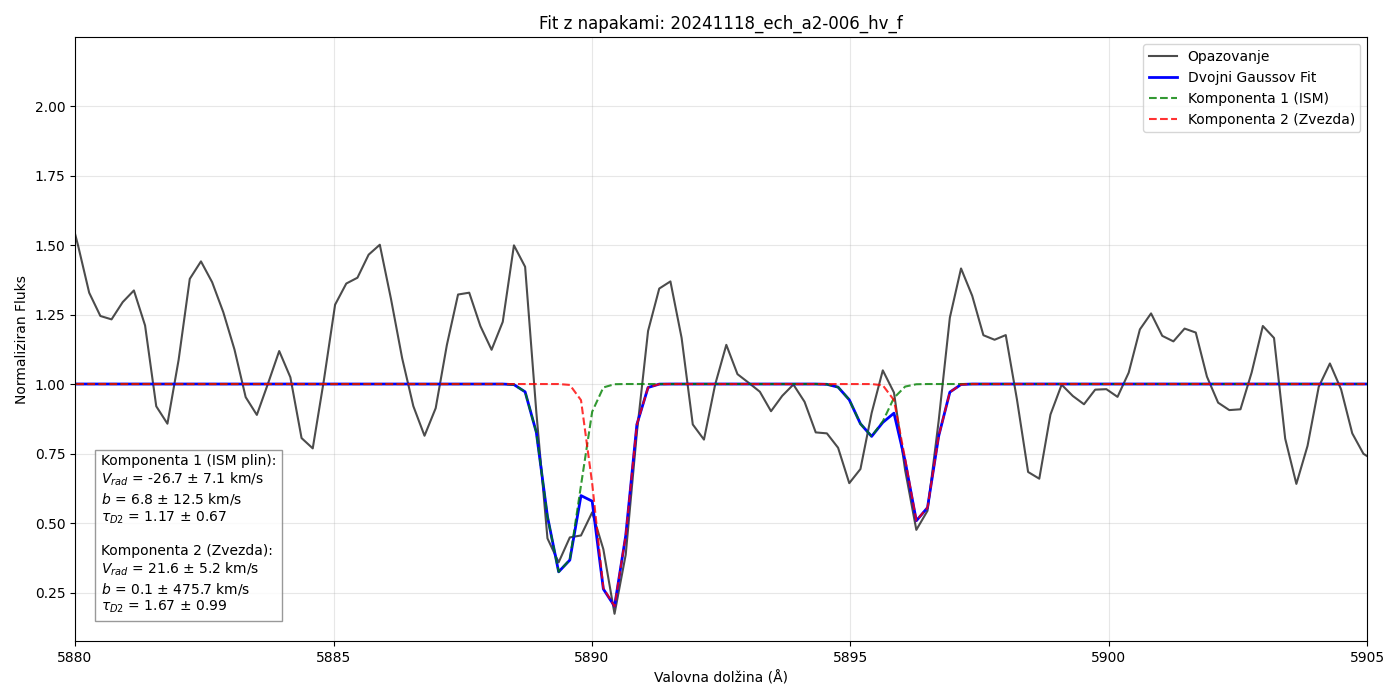 Fit z napakami: 20241118_ech_a2-006_hv_f
Normaliziran Fluks
2.00
1.75
1.50
1.25
1.00
0.75
0.50
0.25
Opazovanje
Dvojni Gaussov Fit
Komponenta 1 (ISM)
Komponenta 2 (Zvezda)
Komponenta 1 (ISM plin):
V_rad = -26.7 ± 7.1 km/s
b = 6.8 ± 12.5 km/s
τ_D2 = 1.17 ± 0.67
Komponenta 2 (Zvezda):
V_rad = 21.6 ± 5.2 km/s
b = 0.1 ± 475.7 km/s
τ_D2 = 1.67 ± 0.99
5880 5885 5890 5895 5900 5905
Valovna dolžina (Å)